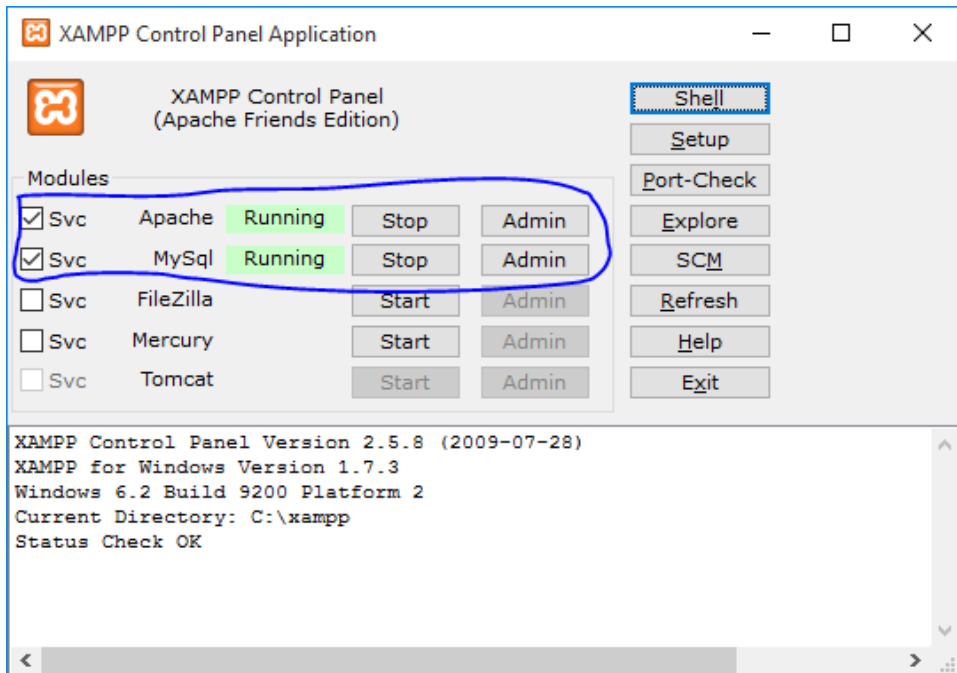 XAMPP Control Panel Application
XAMPP Control Panel
(Apache Friends Edition)
Shell
Setup
Modules
Port-Check
Svc Apache Running Stop Admin Explore
Svc MySql Running Stop Admin SCM
Svc FileZilla Start Admin Refresh
Svc Mercury Start Admin Help
Svc Tomcat Start Admin Exit
XAMPP Control Panel Version 2.5.8 (2009-07-28)
XAMPP for Windows Version 1.7.3
Windows 6.2 Build 9200 Platform 2
Current Directory: C:\xampp
Status Check OK